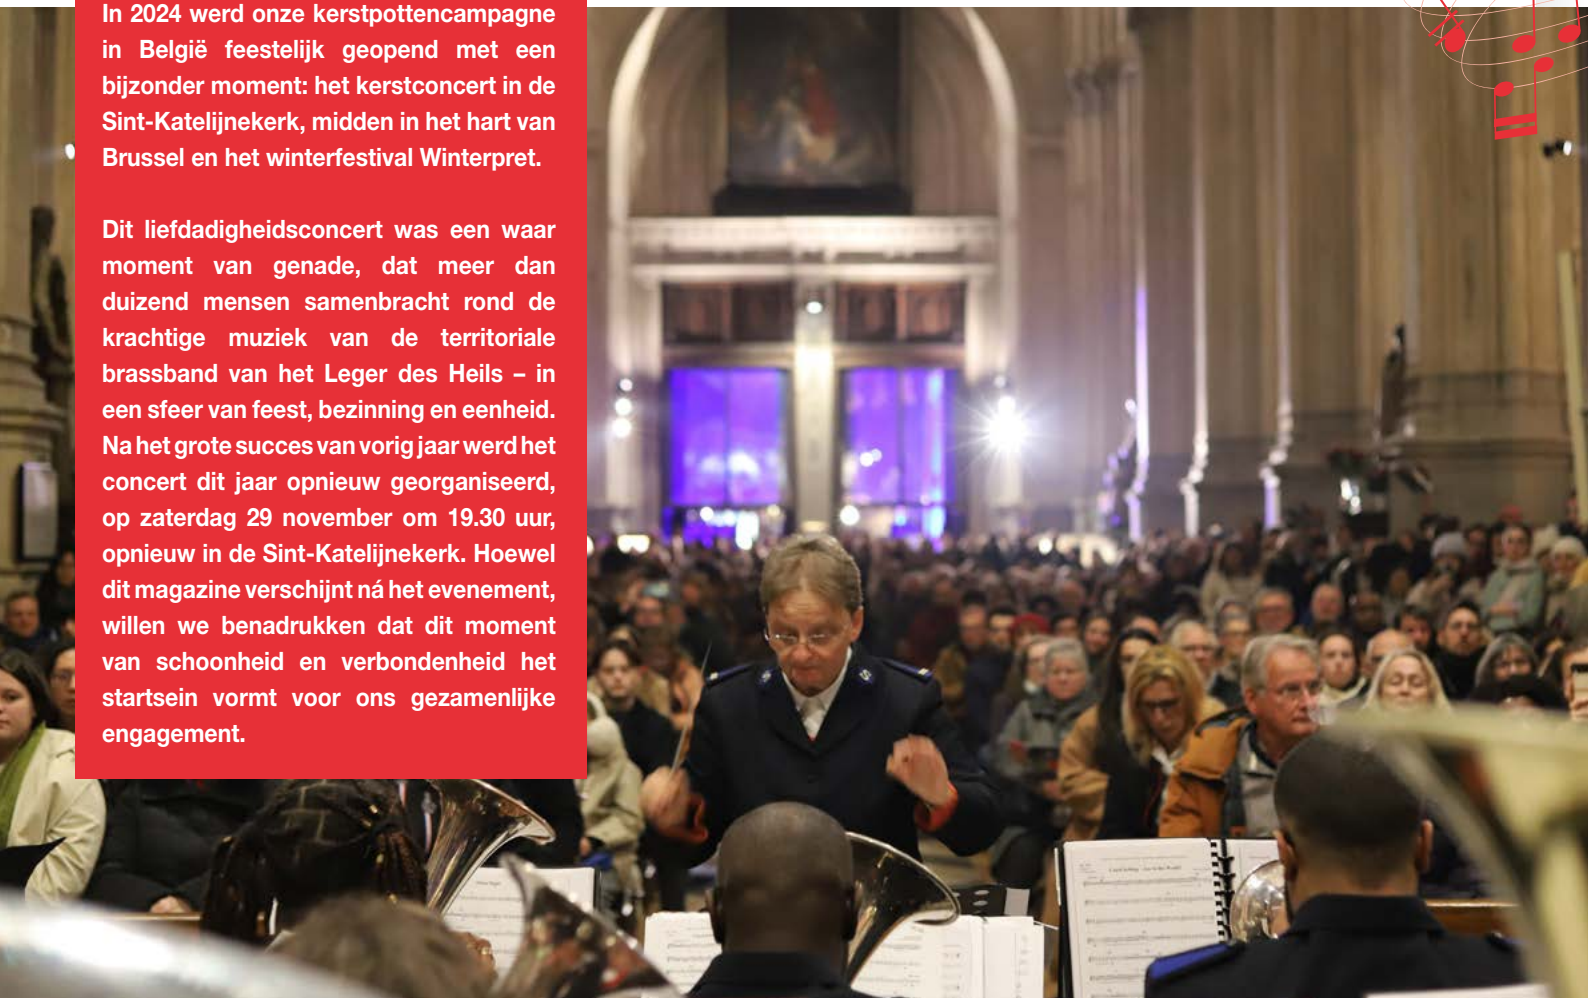 In 2024 werd onze kerstpottencampagne
in België feestelijk geopend met een
bijzonder moment: het kerstconcert in de
Sint-Katelijnekerk, midden in het hart van
Brussel en het winterfestival Winterpret.
Dit liefdadigheidsconcert was een waar
moment van genade, dat meer dan
duizend mensen samenbracht rond de
krachtige muziek van de territoriale
brassband van het Leger des Heils – in
een sfeer van feest, bezinning en eenheid.
Na het grote succes van vorig jaar werd het
concert dit jaar opnieuw georganiseerd,
op zaterdag 29 november om 19.30 uur,
opnieuw in de Sint-Katelijnekerk. Hoewel
dit magazine verschijnt ná het evenement,
willen we benadrukken dat dit moment
van schoonheid en verbondenheid het
startsein vormt voor ons gezamenlijke
engagement.